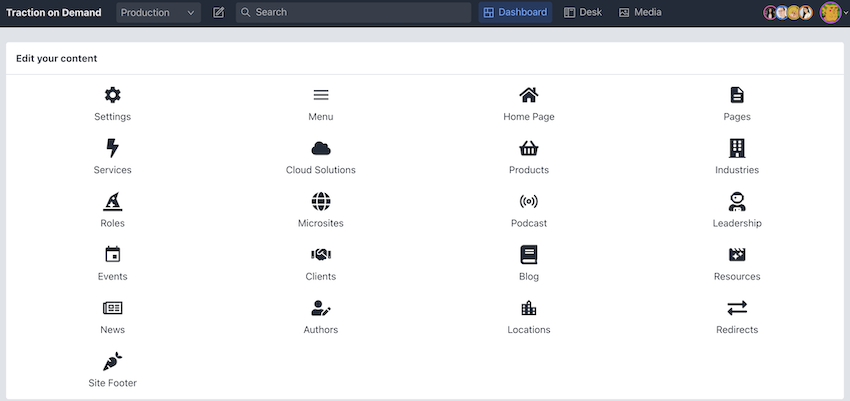 Traction on Demand Production Search Dashboard Desk Media
Edit your content
Settings Menu Home Page Pages
Services Cloud Solutions Products Industries
Roles Microsites Podcast Leadership
Events Clients Blog Resources
News Authors Locations Redirects
Site Footer